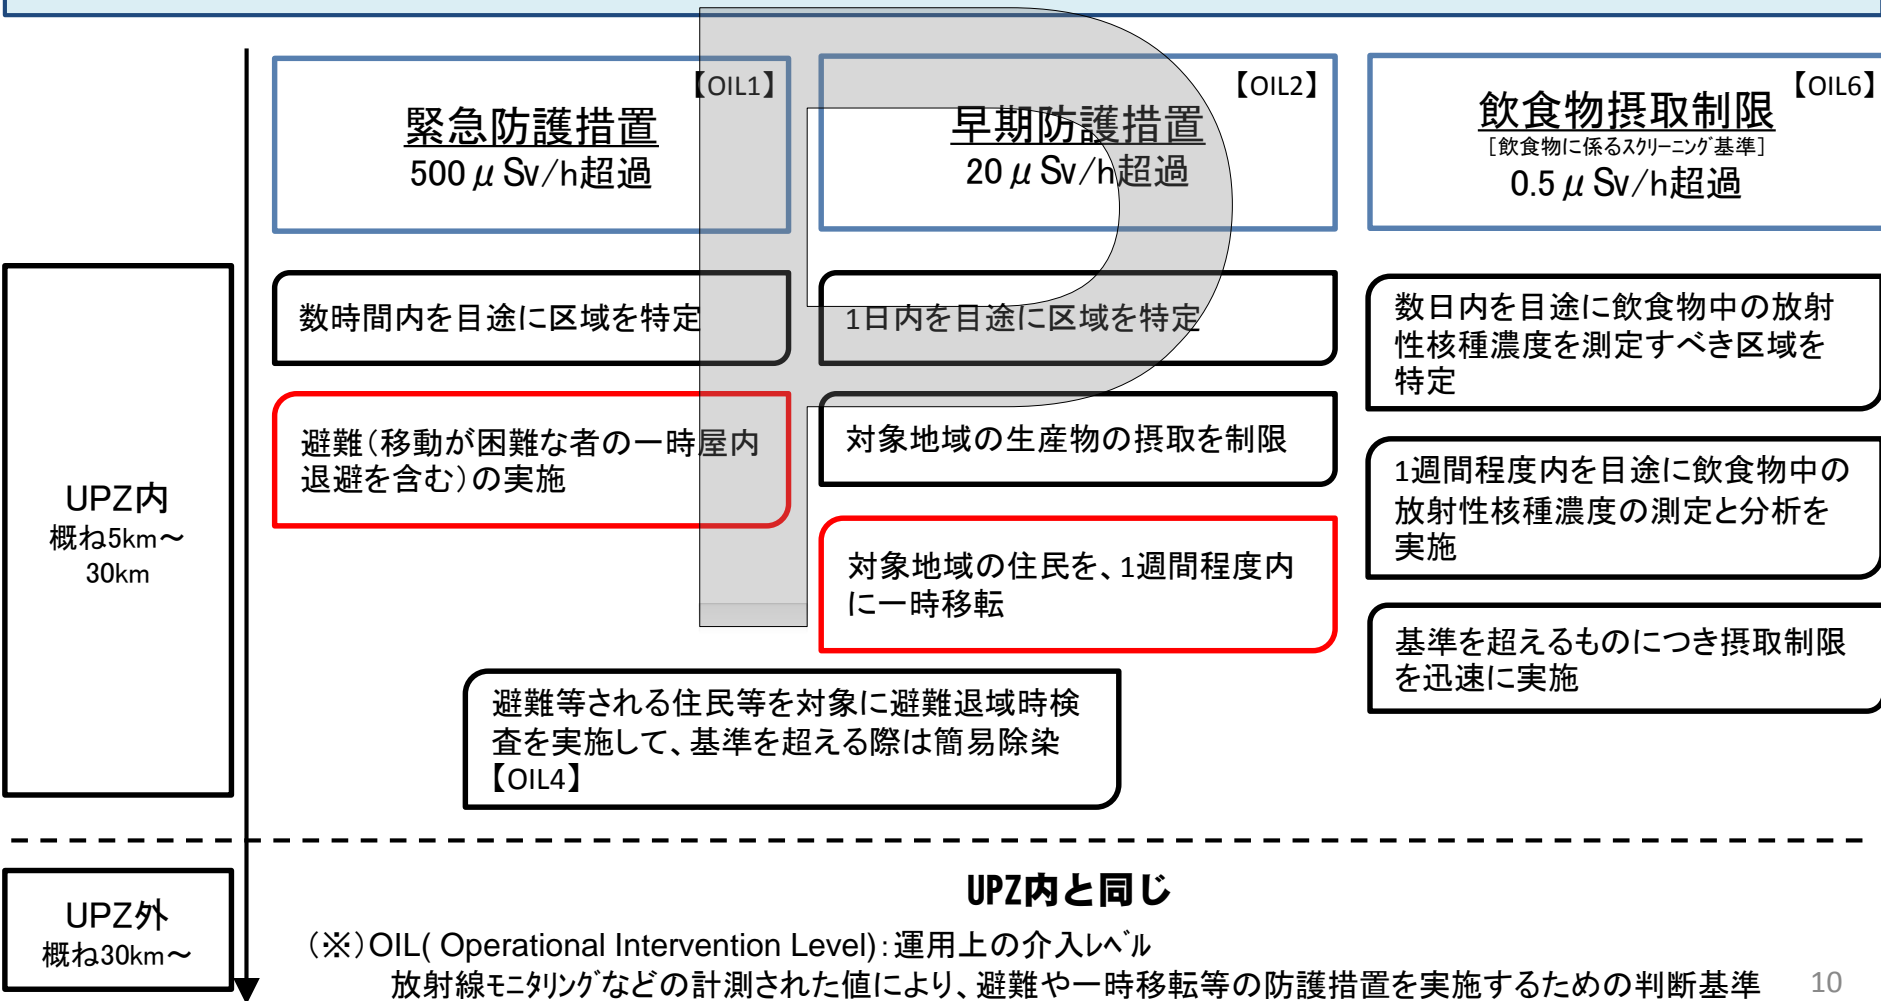 【OIL1】
緊急防護措置
500μSv/h超過
【OIL2】
早期防護措置
20μSv/h超過
【OIL6】
飲食物摂取制限
[飲食物に係るスクリーニング基準]
0.5μSv/h超過
UPZ内
概ね5km～
30km
数時間内を目途に区域を特定
避難（移動が困難な者の一時屋内
退避を含む）の実施
1日内を目途に区域を特定
対象地域の生産物の摂取を制限
対象地域の住民を、1週間程度内
に一時移転
数日内を目途に飲食物中の放射
性核種濃度を測定すべき区域を
特定
1週間程度内を目途に飲食物中の
放射性核種濃度の測定と分析を
実施
基準を超えるものにつき摂取制限
を迅速に実施
避難等される住民等を対象に避難退域時検
査を実施して、基準を超える際は簡易除染
【OIL4】
UPZ外
概ね30km～
UPZ内と同じ
（※）OIL( Operational Intervention Level)：運用上の介入レベル
放射線モニタリングなどの計測された値により、避難や一時移転等の防護措置を実施するための判断基準
10